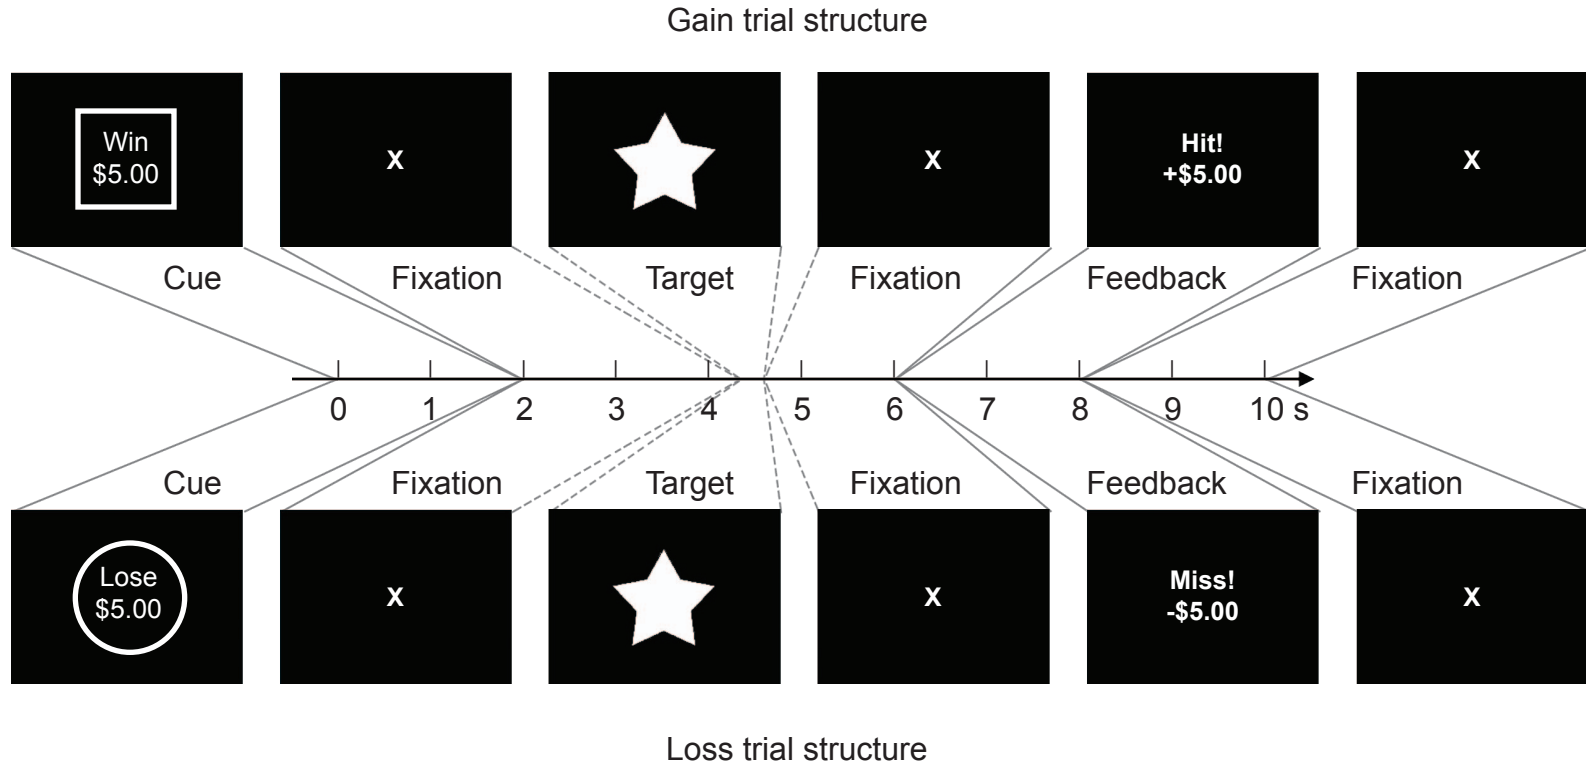 Gain trial structure
Win
$5.00
X
X
Hit!
+$5.00
X
Cue
Fixation
Target
Fixation
Feedback
Fixation
0 1 2 3 4 5 6 7 8 9 10 s
Cue
Fixation
Target
Fixation
Feedback
Fixation
Lose
$5.00
X
X
Miss!
-$5.00
X
Loss trial structure